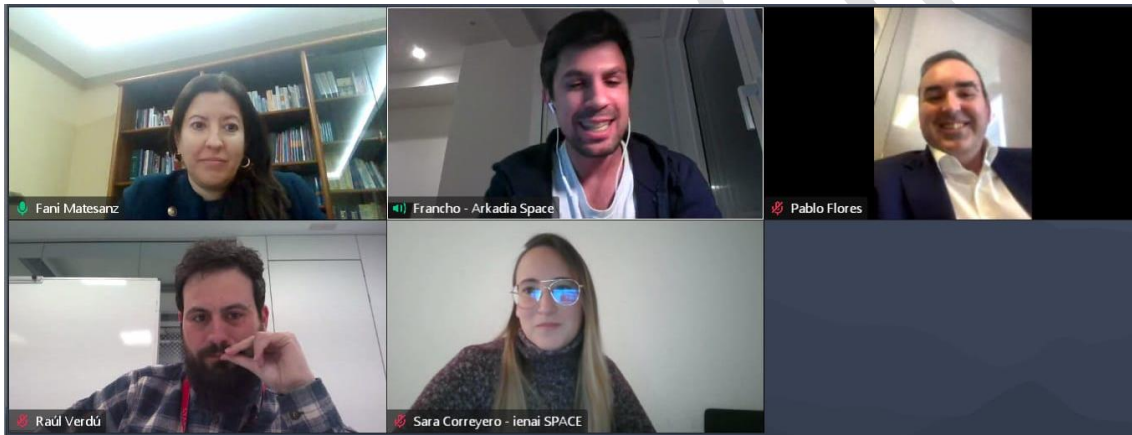 Fani Matesanz
Francho - Arkadia Space
Pablo Flores
Raúl Verdú
Sara Correyero - ienai SPACE